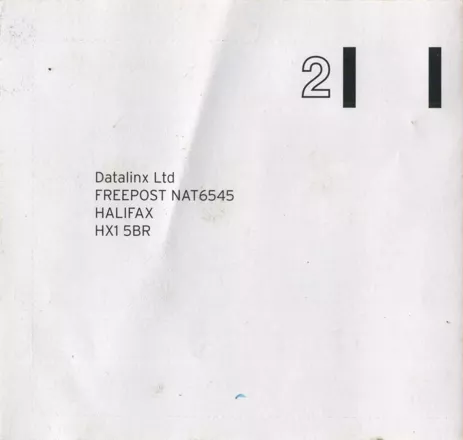 2
Datalinx Ltd
FREEPOST NAT6545
HALIFAX
HX1 5BR